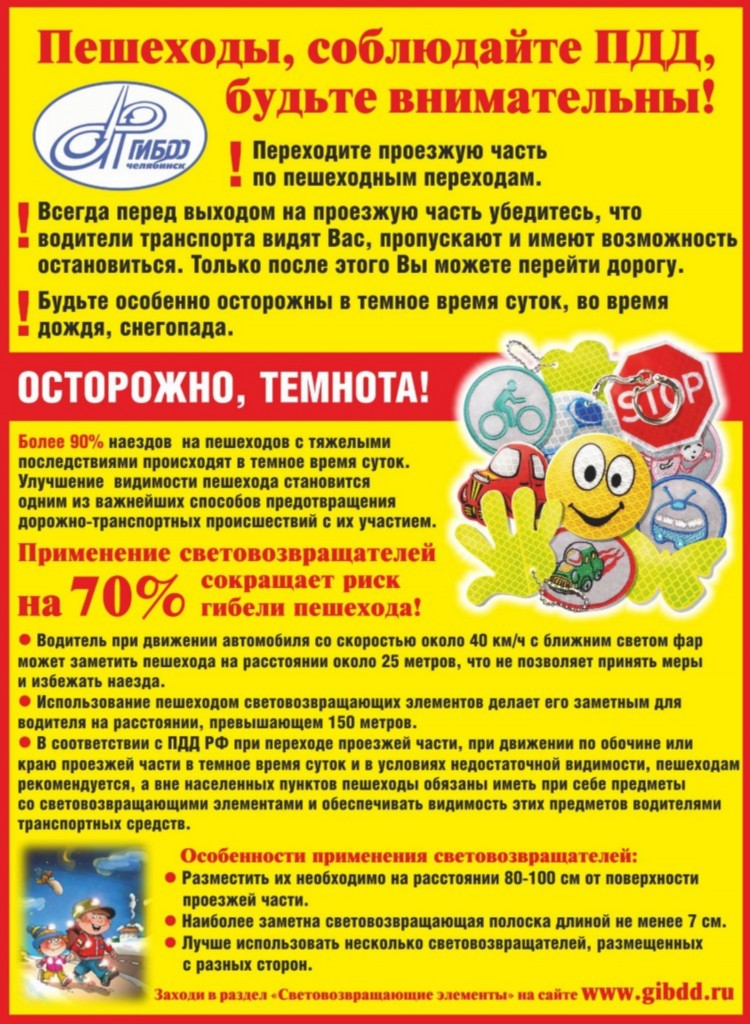 Пешеходы, соблюдайте ПДД,
будьте внимательны!
ГИБДД
челябинск
! Переходите проезжую часть
по пешеходным переходам.
! Всегда перед выходом на проезжую часть убедитесь, что
водители транспорта видят Вас, пропускают и имеют возможность
остановиться. Только после этого Вы можете перейти дорогу.
! Будьте особенно осторожны в темное время суток, во время
дождя, снегопада.
ОСТОРОЖНО, ТЕМНОТА!
STOP
Более 90% наездов на пешеходов с тяжелыми
последствиями происходят в темное время суток.
Улучшение видимости пешехода становится
одним из важнейших способов предотвращения
дорожно-транспортных происшествий с их участием.
Применение световозвращателей
на 70% сокращает риск
гибели пешехода!
● Водитель при движении автомобиля со скоростью около 40 км/ч с ближним светом фар
может заметить пешехода на расстоянии около 25 метров, что не позволяет принять меры
и избежать наезда.
● Использование пешеходом световозвращающих элементов делает его заметным для
водителя на расстоянии, превышающем 150 метров.
● В соответствии с ПДД РФ при переходе проезжей части, при движении по обочине или
краю проезжей части в темное время суток и в условиях недостаточной видимости, пешеходам
рекомендуется, а вне населенных пунктов пешеходы обязаны иметь при себе предметы
со световозвращающими элементами и обеспечивать видимость этих предметов водителями
транспортных средств.
Особенности применения световозвращателей:
● Разместить их необходимо на расстоянии 80-100 см от поверхности
проезжей части.
● Наиболее заметна световозвращающая полоска длиной не менее 7 см.
● Лучше использовать несколько световозвращателей, размещенных
с разных сторон.
Заходи в раздел «Световозвращающие элементы» на сайте www.gibdd.ru